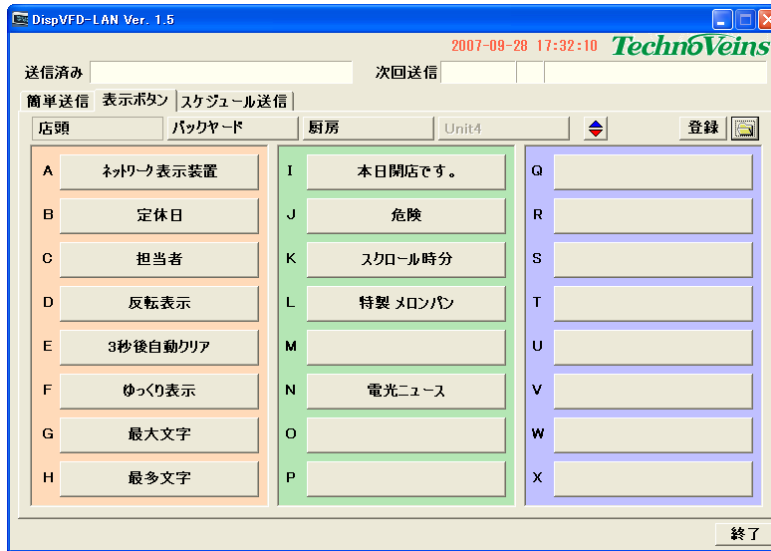 DispVFD-LAN Ver. 1.5
2007-09-28 17:32:10 TechnoVeins
送信済み 次回送信
簡単送信 表示ボタン スケジュール送信
店頭 バックヤード 厨房 Unit4 登録
A ネットワーク表示装置 I 本日開店です。 Q
B 定休日 J 危険 R
C 担当者 K スクロール時分 S
D 反転表示 L 特製 メロンパン T
E 3秒後自動クリア M U
F ゆっくり表示 N 電光ニュース V
G 最大文字 O W
H 最多文字 P X
終了